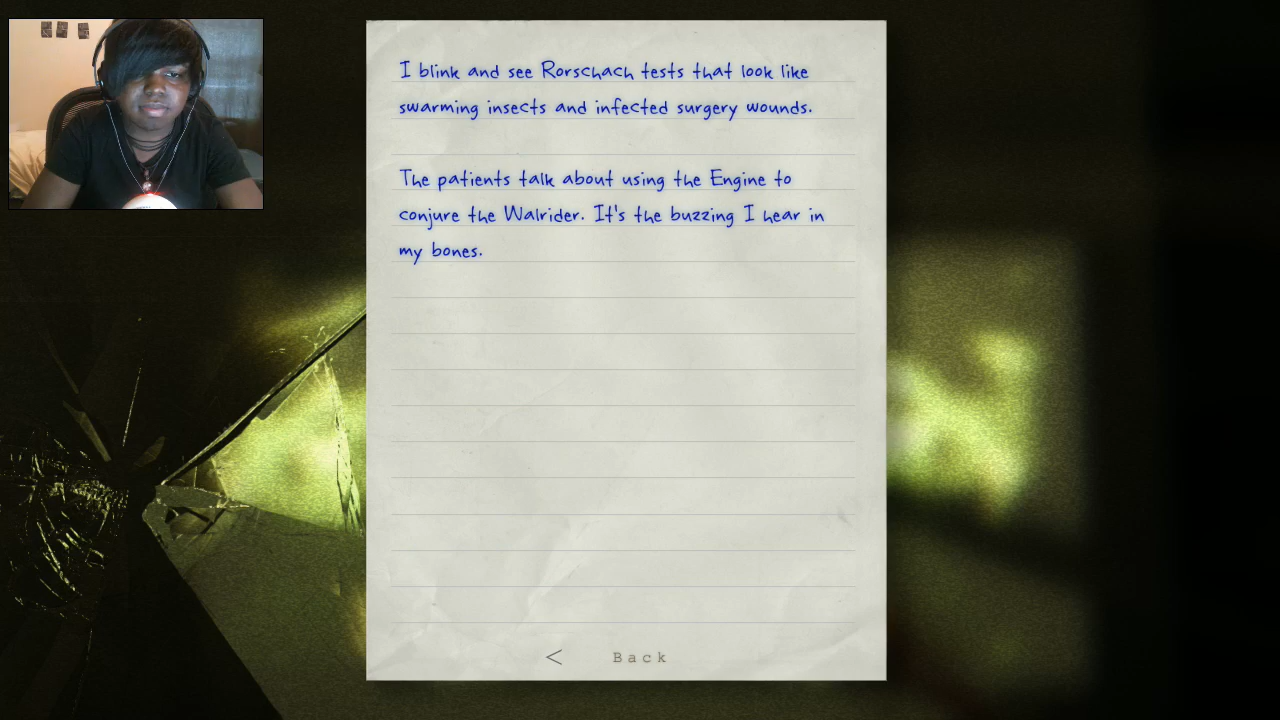 I blink and see Rorschach tests that look like
swarming insects and infected surgery wounds.
The patients talk about using the Engine to
conjure the Walrider. It's the buzzing I hear in
my bones.
< Back